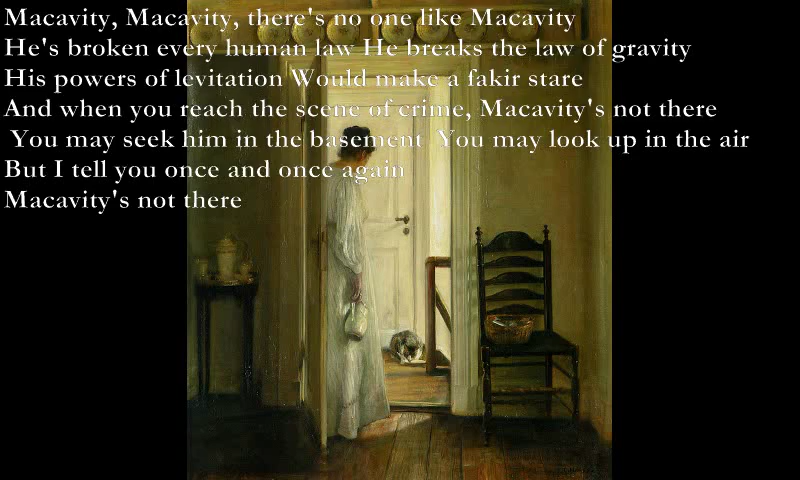 Macavity, Macavity, there's no one like Macavity
He's broken every human law He breaks the law of gravity
His powers of levitation Would make a fakir stare
And when you reach the scene of crime, Macavity's not there
You may seek him in the basement You may look up in the air
But I tell you once and once again
Macavity's not there